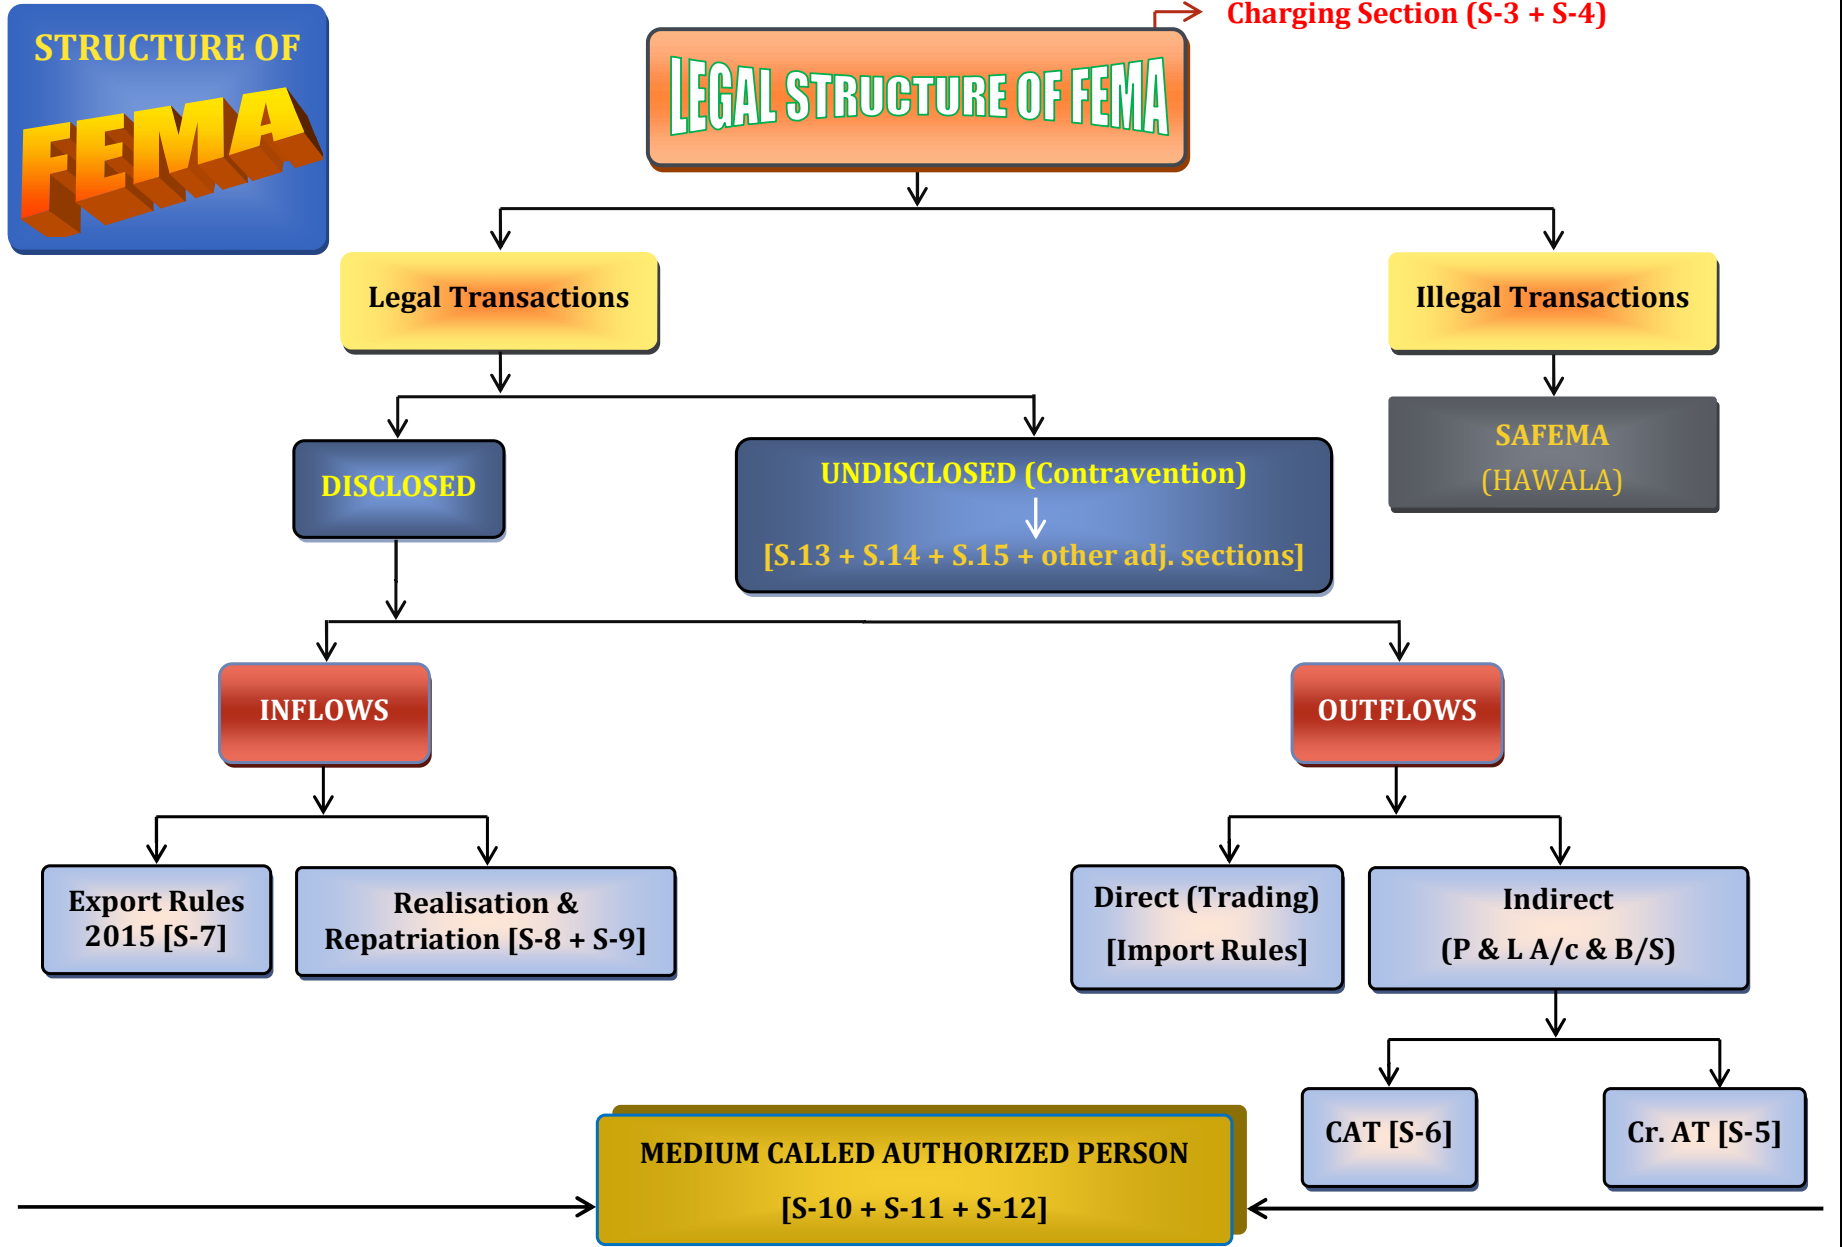 Charging Section (S-3 + S-4)
STRUCTURE OF
FEMA
LEGAL STRUCTURE OF FEMA
Legal Transactions
Illegal Transactions
DISCLOSED
UNDISCLOSED (Contravention)
[S.13 + S.14 + S.15 + other adj. sections]
SAFEMA
(HAWALA)
INFLOWS
OUTFLOWS
Export Rules
2015 [S-7]
Realisation &
Repatriation [S-8 + S-9]
Direct (Trading)
[Import Rules]
Indirect
(P & L A/c & B/S)
CAT [S-6]
Cr. AT [S-5]
MEDIUM CALLED AUTHORIZED PERSON
[S-10 + S-11 + S-12]